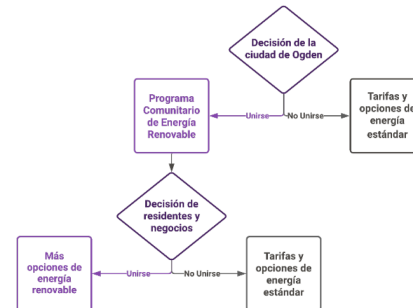 Decisión de la
ciudad de Ogden
Programa
Comunitario
de Energía
Renovable
Unirse
No Unirse
Tarifas y
opciones de
energía
estándar
Decisión de
residentes y
negocios
Más
opciones de
energía
renovable
Unirse
No Unirse
Tarifas y
opciones de
energía
estándar